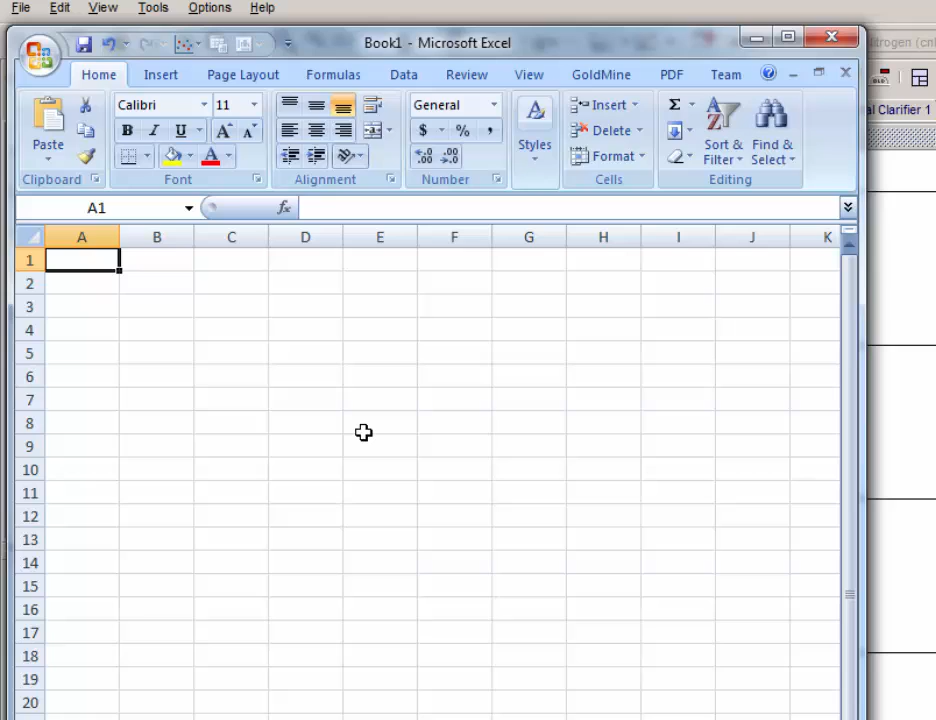 File Edit View Tools Options Help
Book1 - Microsoft Excel
Home Insert Page Layout Formulas Data Review View GoldMine PDF Team
Calibri 11 General Σ Insert
B I U A A $ % , Delete
Paste Styles Format Sort & Filter Find & Select
Clipboard Font Alignment Number Cells Editing
al Clarifier 1
A1 fx
A B C D E F G H I J K
1
2
3
4
5
6
7
8
9
10
11
12
13
14
15
16
17
18
19
20